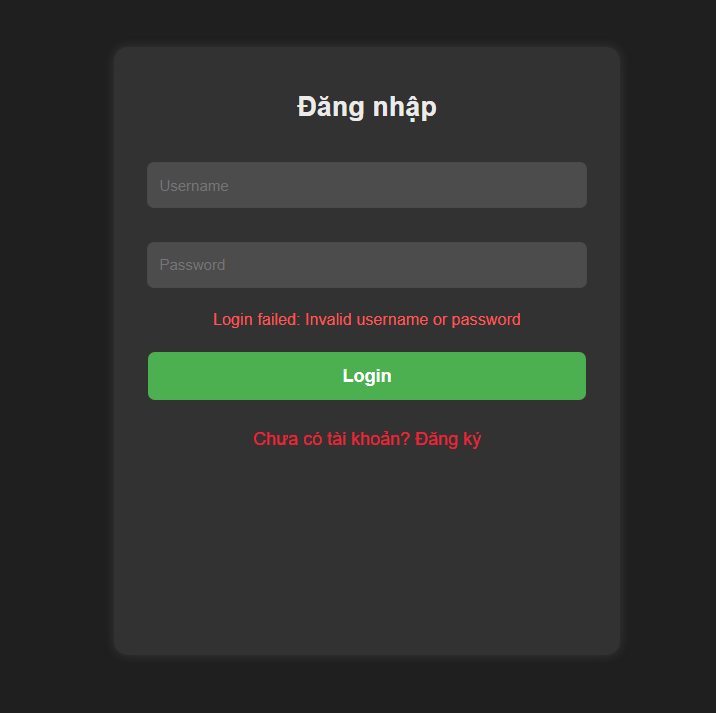 Đăng nhập
Username
Password
Login failed: Invalid username or password
Login
Chưa có tài khoản? Đăng ký